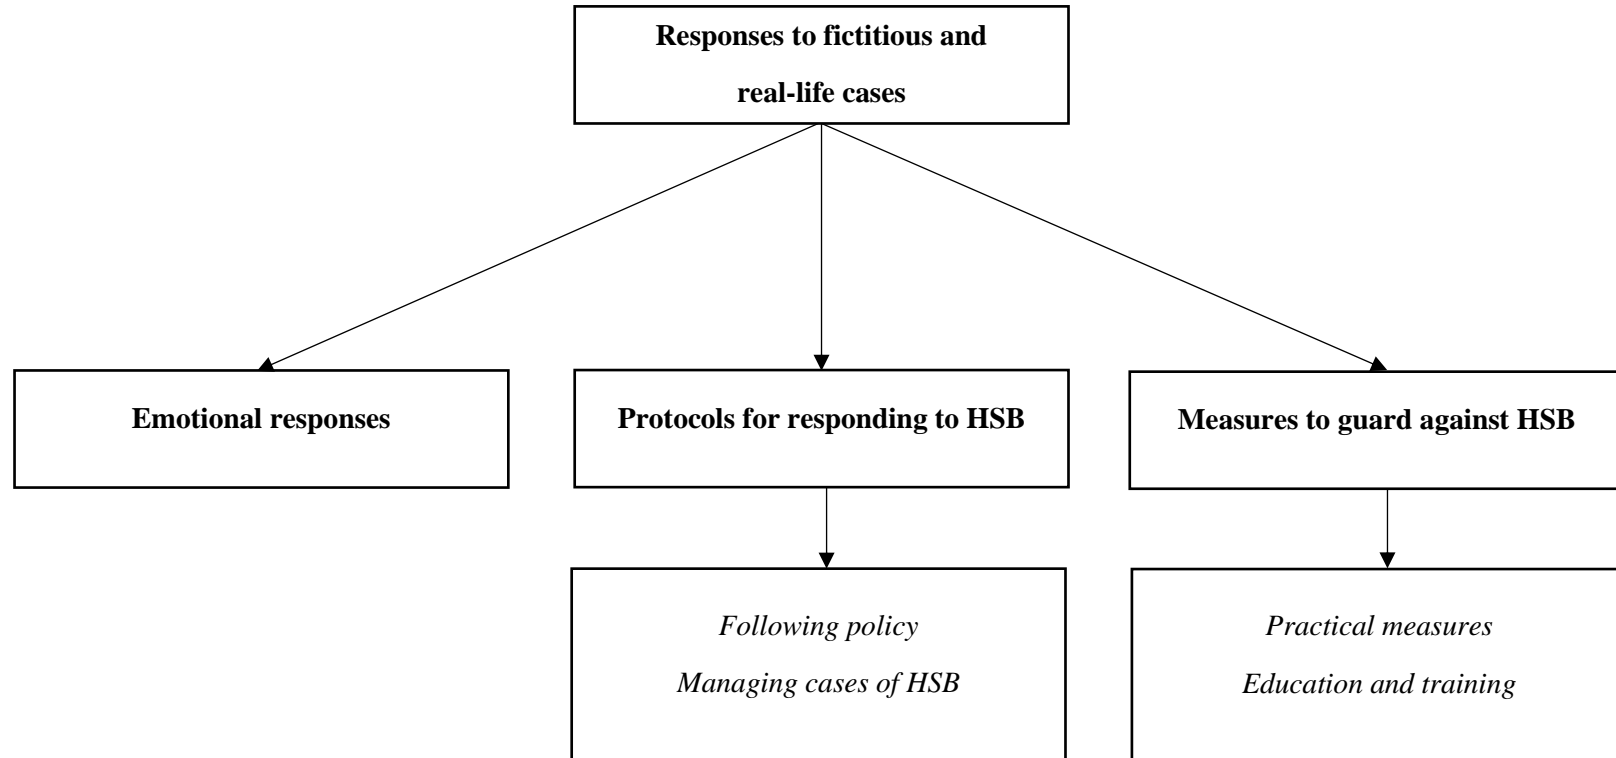 Responses to fictitious and
real-life cases
Emotional responses
Protocols for responding to HSB
Measures to guard against HSB
Following policy
Managing cases of HSB
Practical measures
Education and training